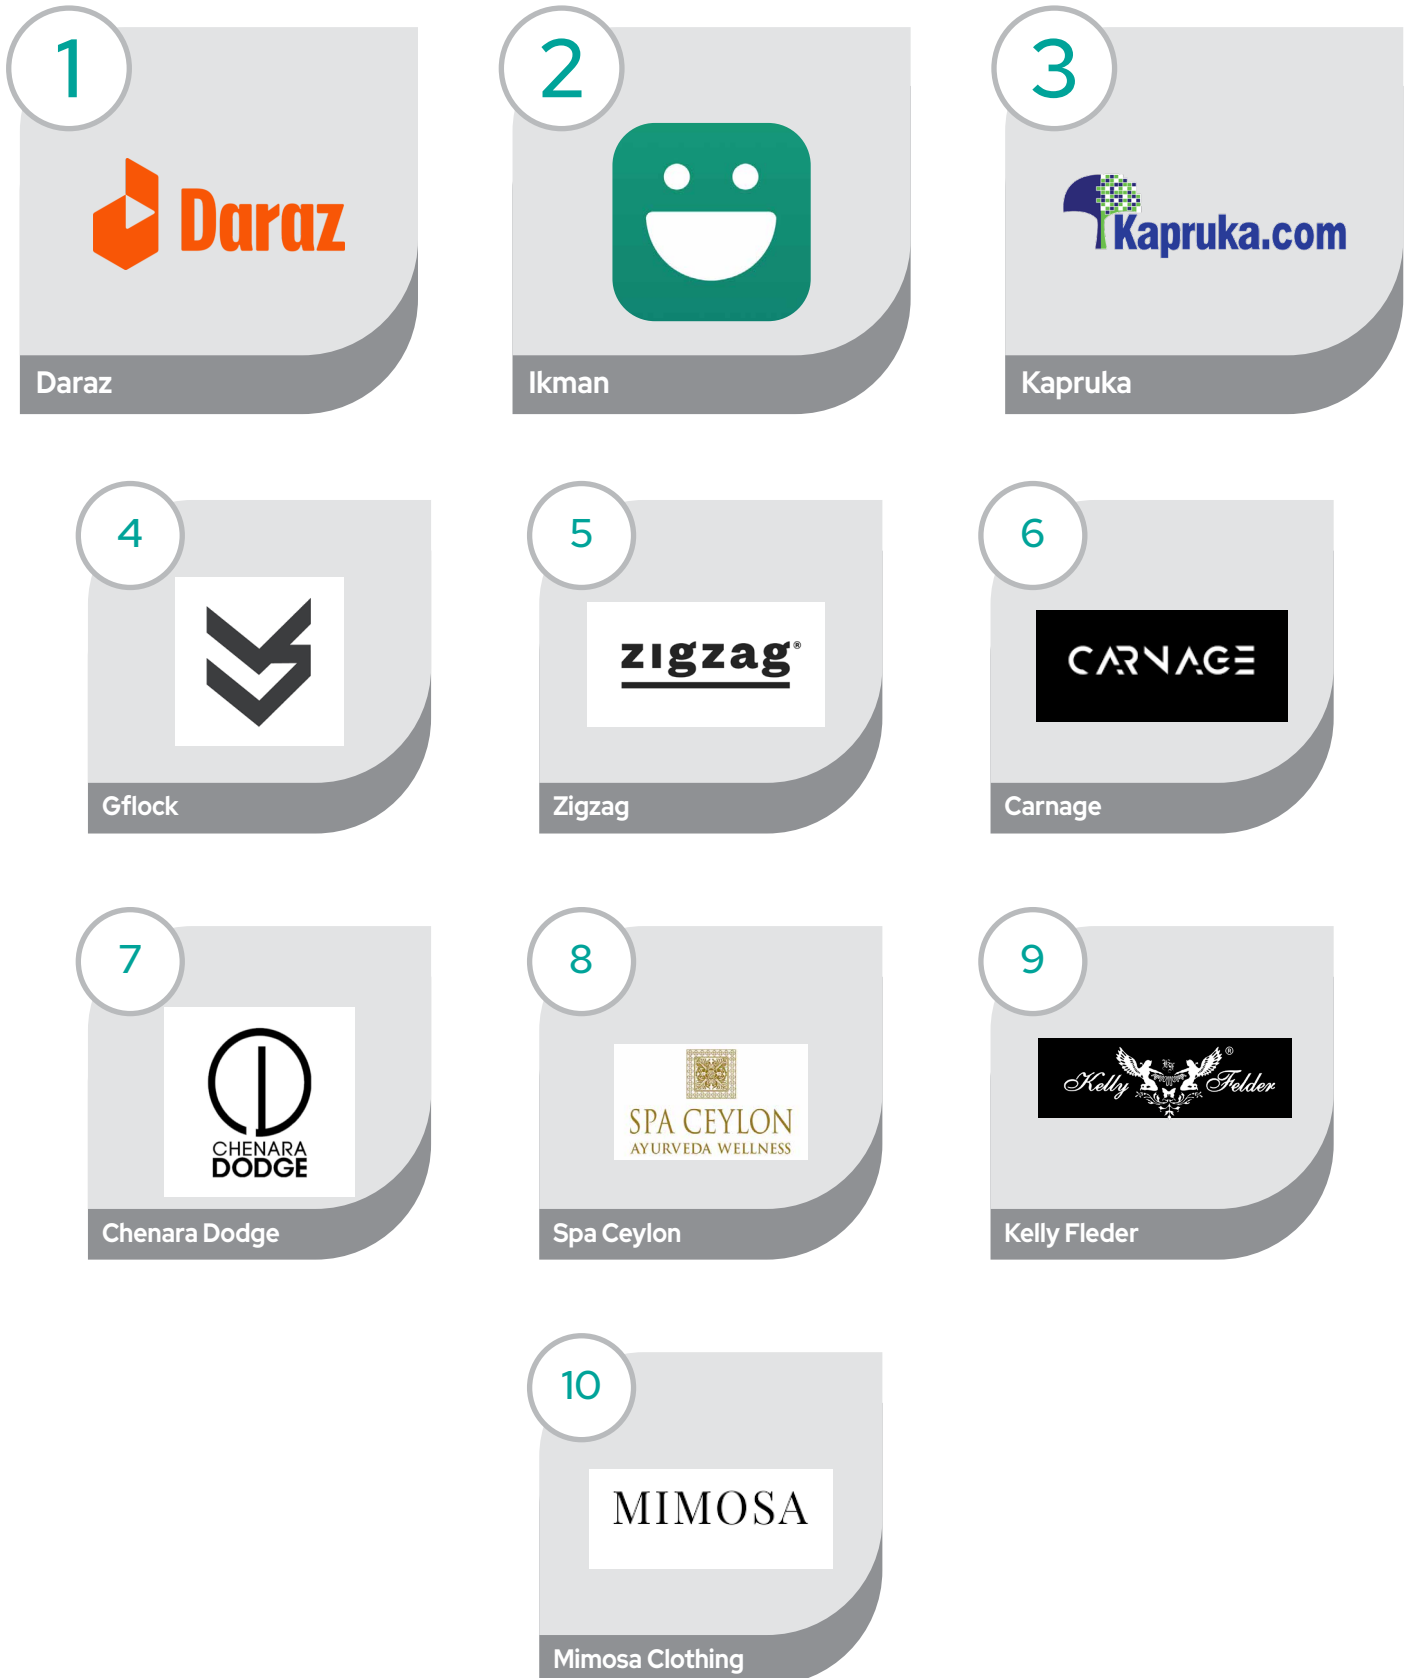 1
Daraz
Daraz
2
Ikman
3
Kapruka.com
Kapruka
4
Gflock
5
zigzag®
Zigzag
6
CARNAGE
Carnage
7
CHENARA
DODGE
Chenara Dodge
8
SPA CEYLON
AYURVEDA WELLNESS
Spa Ceylon
9
Kelly Felder ®
Kelly Fleder
10
MIMOSA
Mimosa Clothing